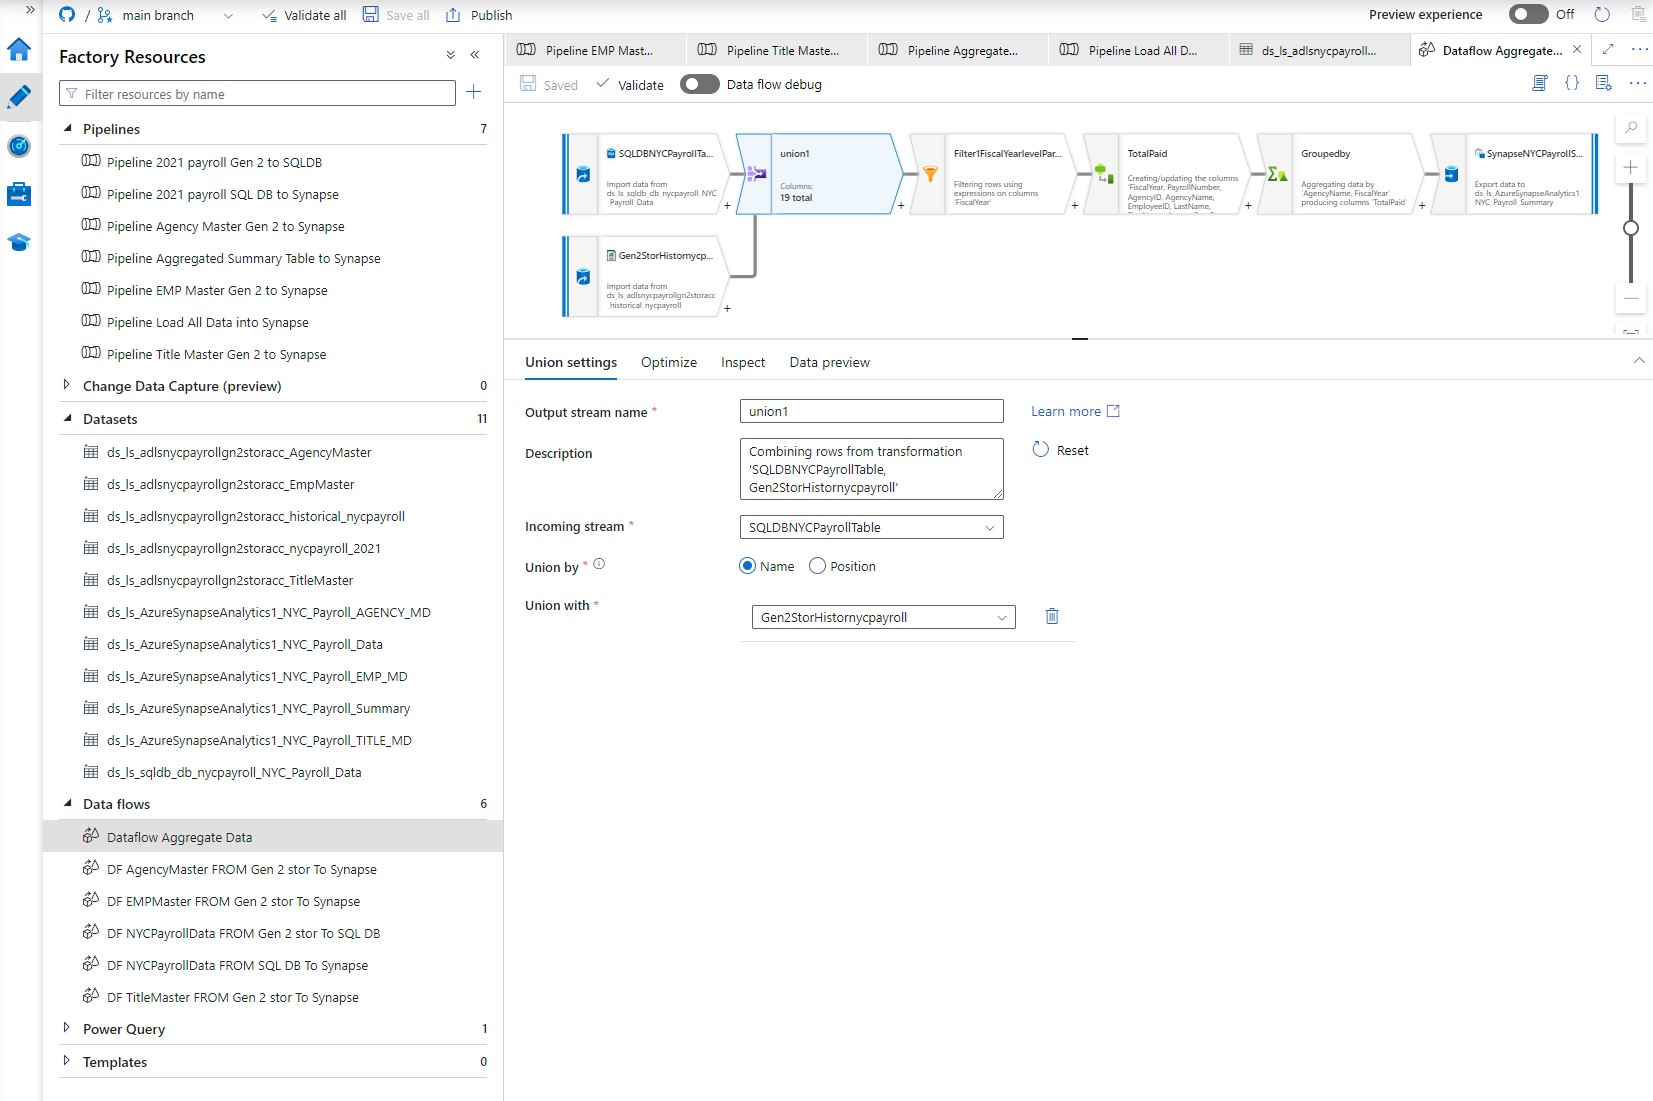 main branch
Validate all
Save all
Publish
Preview experience
Off
Factory Resources
Filter resources by name
Pipelines 7
Pipeline 2021 payroll Gen 2 to SQLDB
Pipeline 2021 payroll SQL DB to Synapse
Pipeline Agency Master Gen 2 to Synapse
Pipeline Aggregated Summary Table to Synapse
Pipeline EMP Master Gen 2 to Synapse
Pipeline Load All Data into Synapse
Pipeline Title Master Gen 2 to Synapse
Change Data Capture (preview) 0
Datasets 11
ds_ls_adlsnycpayrollgn2storacc_AgencyMaster
ds_ls_adlsnycpayrollgn2storacc_EmpMaster
ds_ls_adlsnycpayrollgn2storacc_historical_nycpayroll
ds_ls_adlsnycpayrollgn2storacc_nycpayroll_2021
ds_ls_adlsnycpayrollgn2storacc_TitleMaster
ds_ls_AzureSynapseAnalytics1_NYC_Payroll_AGENCY_MD
ds_ls_AzureSynapseAnalytics1_NYC_Payroll_Data
ds_ls_AzureSynapseAnalytics1_NYC_Payroll_EMP_MD
ds_ls_AzureSynapseAnalytics1_NYC_Payroll_Summary
ds_ls_AzureSynapseAnalytics1_NYC_Payroll_TITLE_MD
ds_ls_sqldb_db_nycpayroll_NYC_Payroll_Data
Data flows 6
Dataflow Aggregate Data
DF AgencyMaster FROM Gen 2 stor To Synapse
DF EMPMaster FROM Gen 2 stor To Synapse
DF NYCPayrollData FROM Gen 2 stor To SQL DB
DF NYCPayrollData FROM SQL DB To Synapse
DF TitleMaster FROM Gen 2 stor To Synapse
Power Query 1
Templates 0
Pipeline EMP Mast...
Pipeline Title Maste...
Pipeline Aggregate...
Pipeline Load All D...
ds_ls_adlsnycpayroll...
Dataflow Aggregate...
Saved
Validate
Data flow debug
SQLDBNYCPayrollTa...
Import data from
ds_ls_sqldb_db_nycpayroll_NYC
_Payroll_Data
union1
Columns:
19 total
Filter1FiscalYearlevelPar...
Filtering rows using
expressions on columns
'FiscalYear'
TotalPaid
Creating/updating the columns
'FiscalYear, PayrollNumber,
AgencyID, AgencyName,
EmployeeID, LastName,
Groupedby
Aggregating data by
'AgencyName, FiscalYear'
producing columns 'TotalPaid'
SynapseNYCPayrollS...
Export data to
ds_ls_AzureSynapseAnalytics1_
NYC_Payroll_Summary
Gen2StorHistornycp...
Import data from
ds_ls_adlsnycpayrollgn2storacc
_historical_nycpayroll
Union settings
Optimize
Inspect
Data preview
Output stream name *
union1
Learn more
Description
Combining rows from transformation
'SQLDBNYCPayrollTable,
Gen2StorHistornycpayroll'
Reset
Incoming stream *
SQLDBNYCPayrollTable
Union by *
Name
Position
Union with *
Gen2StorHistornycpayroll